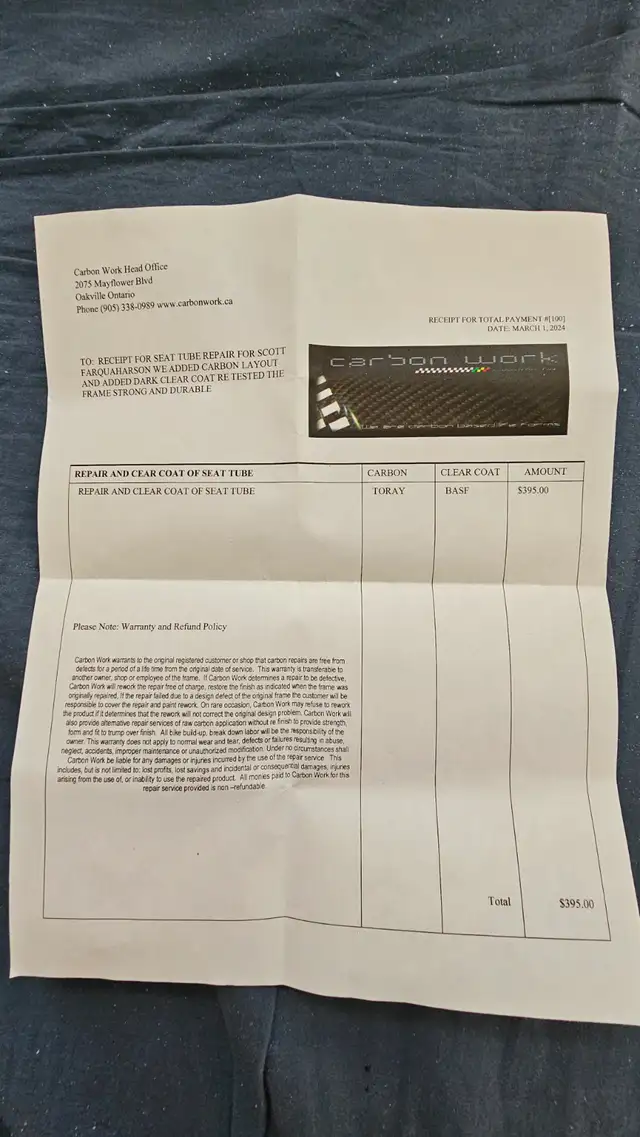 Carbon Work Head Office
2075 Mayflower Blvd
Oakville Ontario
Phone (905) 338-0989 www.carbonwork.ca
RECEIPT FOR TOTAL PAYMENT #[100]
DATE: MARCH 1, 2024
TO: RECEIPT FOR SEAT TUBE REPAIR FOR SCOTT
FARQUAHARSON WE ADDED CARBON LAYOUT
AND ADDED DARK CLEAR COAT RE TESTED THE
FRAME STRONG AND DURABLE
carbon work
we are carbon based life forms
REPAIR AND CEAR COAT OF SEAT TUBE CARBON CLEAR COAT AMOUNT
REPAIR AND CLEAR COAT OF SEAT TUBE TORAY BASF $395.00
Please Note: Warranty and Refund Policy
Carbon Work warrants to the original registered customer or shop that carbon repairs are free from
defects for a period of a life time from the original date of service. This warranty is transferable to
another owner, shop or employee of the frame. If Carbon Work determines a repair to be defective,
Carbon Work will rework the repair free of charge, restore the finish as indicated when the frame was
originally repaired. If the repair failed due to a design defect of the original frame the customer will be
responsible to cover the repair and paint rework. On rare occasion, Carbon Work may refuse to rework
the product if it determines that the rework will not correct the original design problem. Carbon Work will
also provide alternative repair services of raw carbon application without re finish to provide strength,
form and fit to trump over finish. All bike build-up, break down labor will be the responsibility of the
owner. This warranty does not apply to normal wear and tear, defects or failures resulting in abuse,
neglect, accidents, improper maintenance or unauthorized modification. Under no circumstances shall
Carbon Work be liable for any damages or injuries incurred by the use of the repair service. This
includes, but is not limited to: lost profits, lost savings and incidental or consequential damages, injuries
arising from the use of, or inability to use the repaired product. All monies paid to Carbon Work for this
repair service provided is non –refundable.
Total $395.00